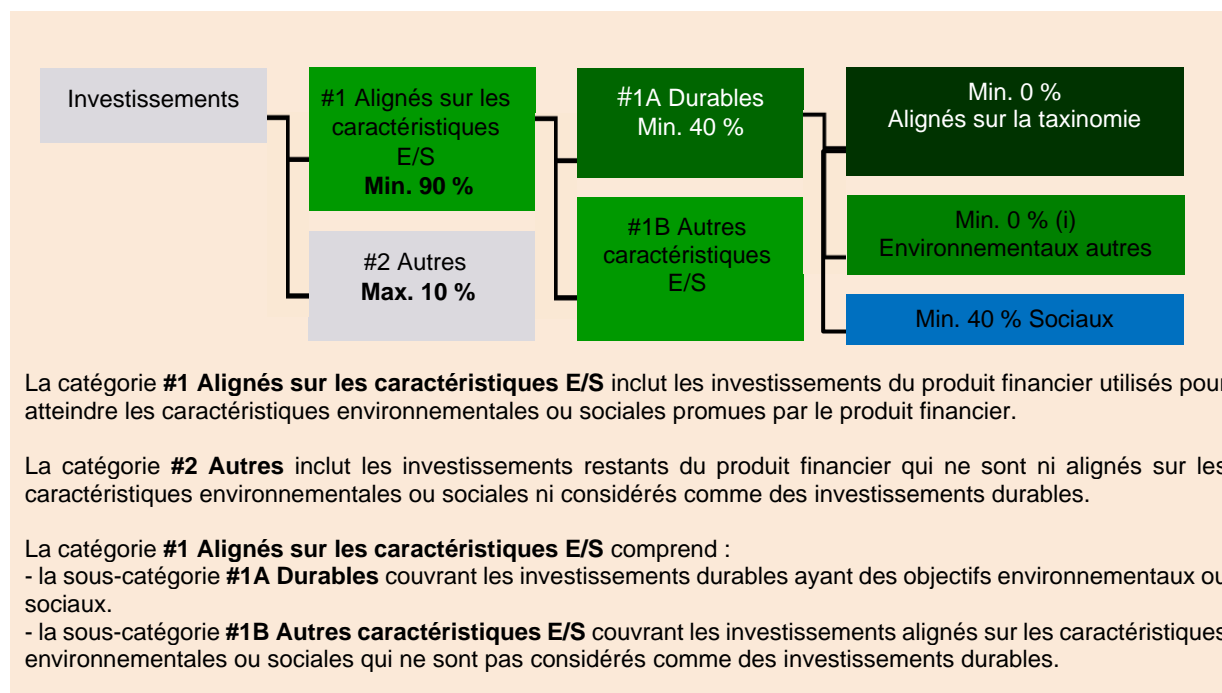 Investissements
#1 Alignés sur les
caractéristiques
E/S
Min. 90 %
#2 Autres
Max. 10 %
#1A Durables
Min. 40 %
#1B Autres
caractéristiques
E/S
Min. 0 %
Alignés sur la taxinomie
Min. 0 % (i)
Environnementaux autres
Min. 40 % Sociaux
La catégorie #1 Alignés sur les caractéristiques E/S inclut les investissements du produit financier utilisés pour
atteindre les caractéristiques environnementales ou sociales promues par le produit financier.
La catégorie #2 Autres inclut les investissements restants du produit financier qui ne sont ni alignés sur les
caractéristiques environnementales ou sociales ni considérés comme des investissements durables.
La catégorie #1 Alignés sur les caractéristiques E/S comprend :
- la sous-catégorie #1A Durables couvrant les investissements durables ayant des objectifs environnementaux ou
sociaux.
- la sous-catégorie #1B Autres caractéristiques E/S couvrant les investissements alignés sur les caractéristiques
environnementales ou sociales qui ne sont pas considérés comme des investissements durables.